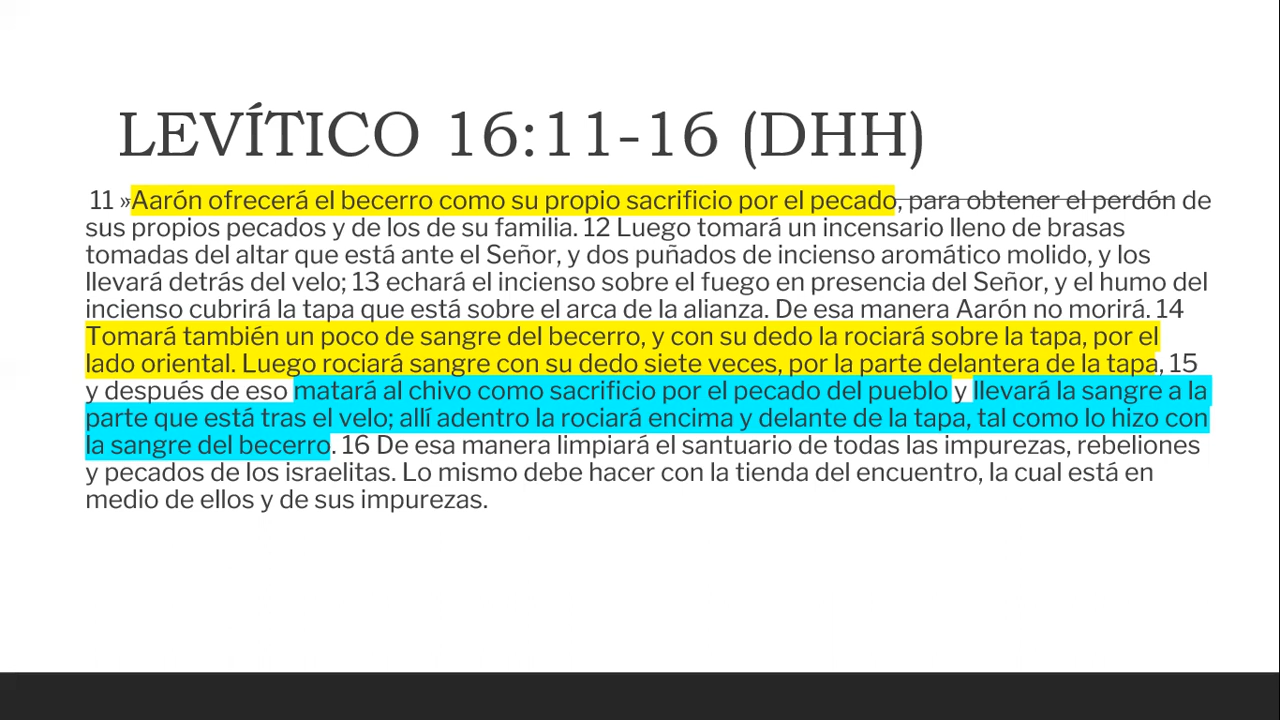 LEVÍTICO 16:11-16 (DHH)
11 »Aarón ofrecerá el becerro como su propio sacrificio por el pecado, para obtener el perdón de
sus propios pecados y de los de su familia. 12 Luego tomará un incensario lleno de brasas
tomadas del altar que está ante el Señor, y dos puñados de incienso aromático molido, y los
llevará detrás del velo; 13 echará el incienso sobre el fuego en presencia del Señor, y el humo del
incienso cubrirá la tapa que está sobre el arca de la alianza. De esa manera Aarón no morirá. 14
Tomará también un poco de sangre del becerro, y con su dedo la rociará sobre la tapa, por el
lado oriental. Luego rociará sangre con su dedo siete veces, por la parte delantera de la tapa, 15
y después de eso matará al chivo como sacrificio por el pecado del pueblo y llevará la sangre a la
parte que está tras el velo; allí adentro la rociará encima y delante de la tapa, tal como lo hizo con
la sangre del becerro. 16 De esa manera limpiará el santuario de todas las impurezas, rebeliones
y pecados de los israelitas. Lo mismo debe hacer con la tienda del encuentro, la cual está en
medio de ellos y de sus impurezas.